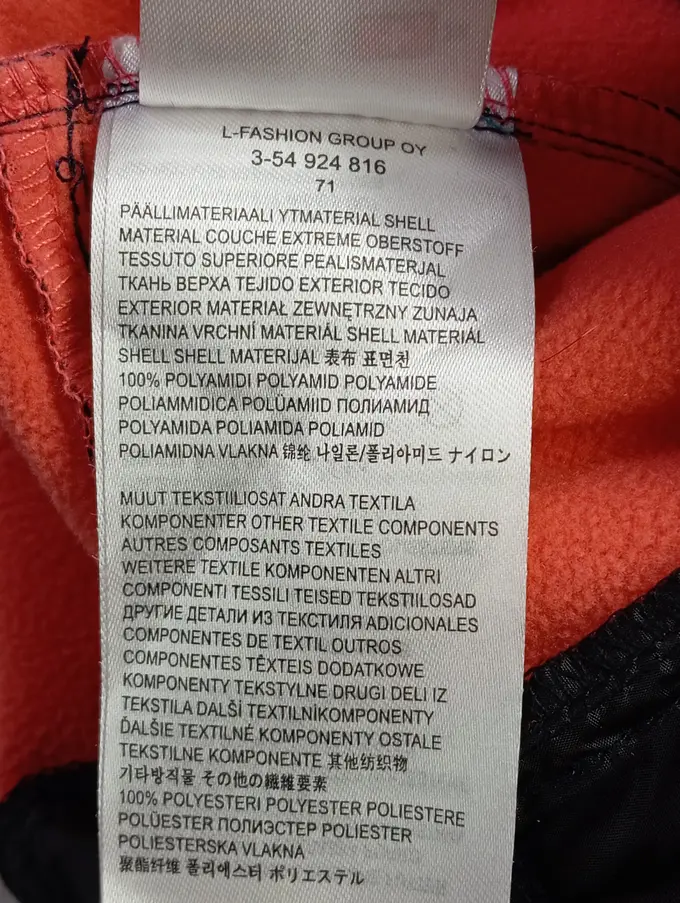 L-FASHION GROUP OY
3-54 924 816
71
PÄÄLLIMATERIAALI YTMATERIAL SHELL
MATERIAL COUCHE EXTREME OBERSTOFF
TESSUTO SUPERIORE PEALISMATERJAL
ТКАНЬ ВЕРХА TEJIDO EXTERIOR TECIDO
EXTERIOR MATERIAŁ ZEWNĘTRZNY ZUNAJA
TKANINA VRCHNÍ MATERIÁL SHELL MATERIÁL
SHELL SHELL MATERIJAL 表布 표면천
100% POLYAMIDI POLYAMID POLYAMIDE
POLIAMMIDICA POLÜAMIID ПОЛИАМИД
POLYAMIDA POLIAMIDA POLIAMID
POLIAMIDNA VLAKNA 锦纶 나일론/폴리아미드 ナイロン
MUUT TEKSTIILIOSAT ANDRA TEXTILA
KOMPONENTER OTHER TEXTILE COMPONENTS
AUTRES COMPOSANTS TEXTILES
WEITERE TEXTILE KOMPONENTEN ALTRI
COMPONENTI TESSILI TEISED TEKSTIILOSAD
ДРУГИЕ ДЕТАЛИ ИЗ ТЕКСТИЛЯ ADICIONALES
COMPONENTES DE TEXTIL OUTROS
COMPONENTES TÊXTEIS DODATKOWE
KOMPONENTY TEKSTYLNE DRUGI DELI IZ
TEKSTILA DALŠÍ TEXTILNÍKOMPONENTY
ĎALŠIE TEXTILNÉ KOMPONENTY OSTALE
TEKSTILNE KOMPONENTE 其他纺织物
기타방직물 その他の繊維要素
100% POLYESTERI POLYESTER POLIESTERE
POLÜESTER ПОЛИЭСТЕР POLIESTER
POLIESTERSKA VLAKNA
聚酯纤维 폴리에스터 ポリエステル